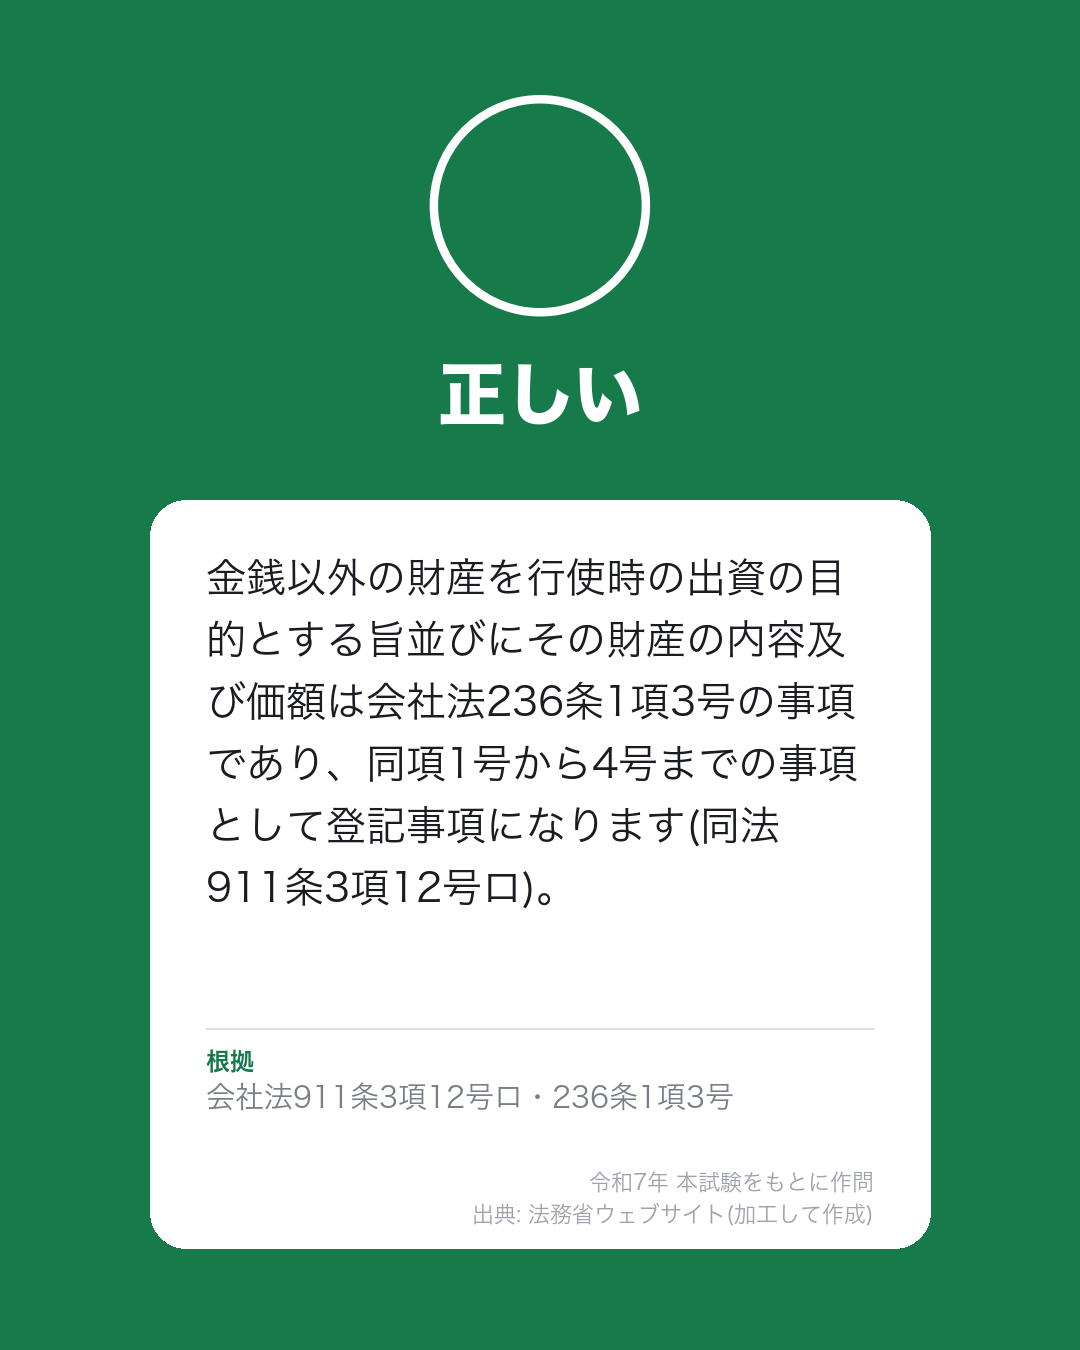 正しい
金銭以外の財産を行使時の出資の目
的とする旨並びにその財産の内容及
び価額は会社法236条1項3号の事項
であり、同項1号から4号までの事項
として登記事項になります(同法
911条3項12号ロ)。
根拠
会社法911条3項12号ロ・236条1項3号
令和7年 本試験をもとに作問
出典: 法務省ウェブサイト(加工して作成)